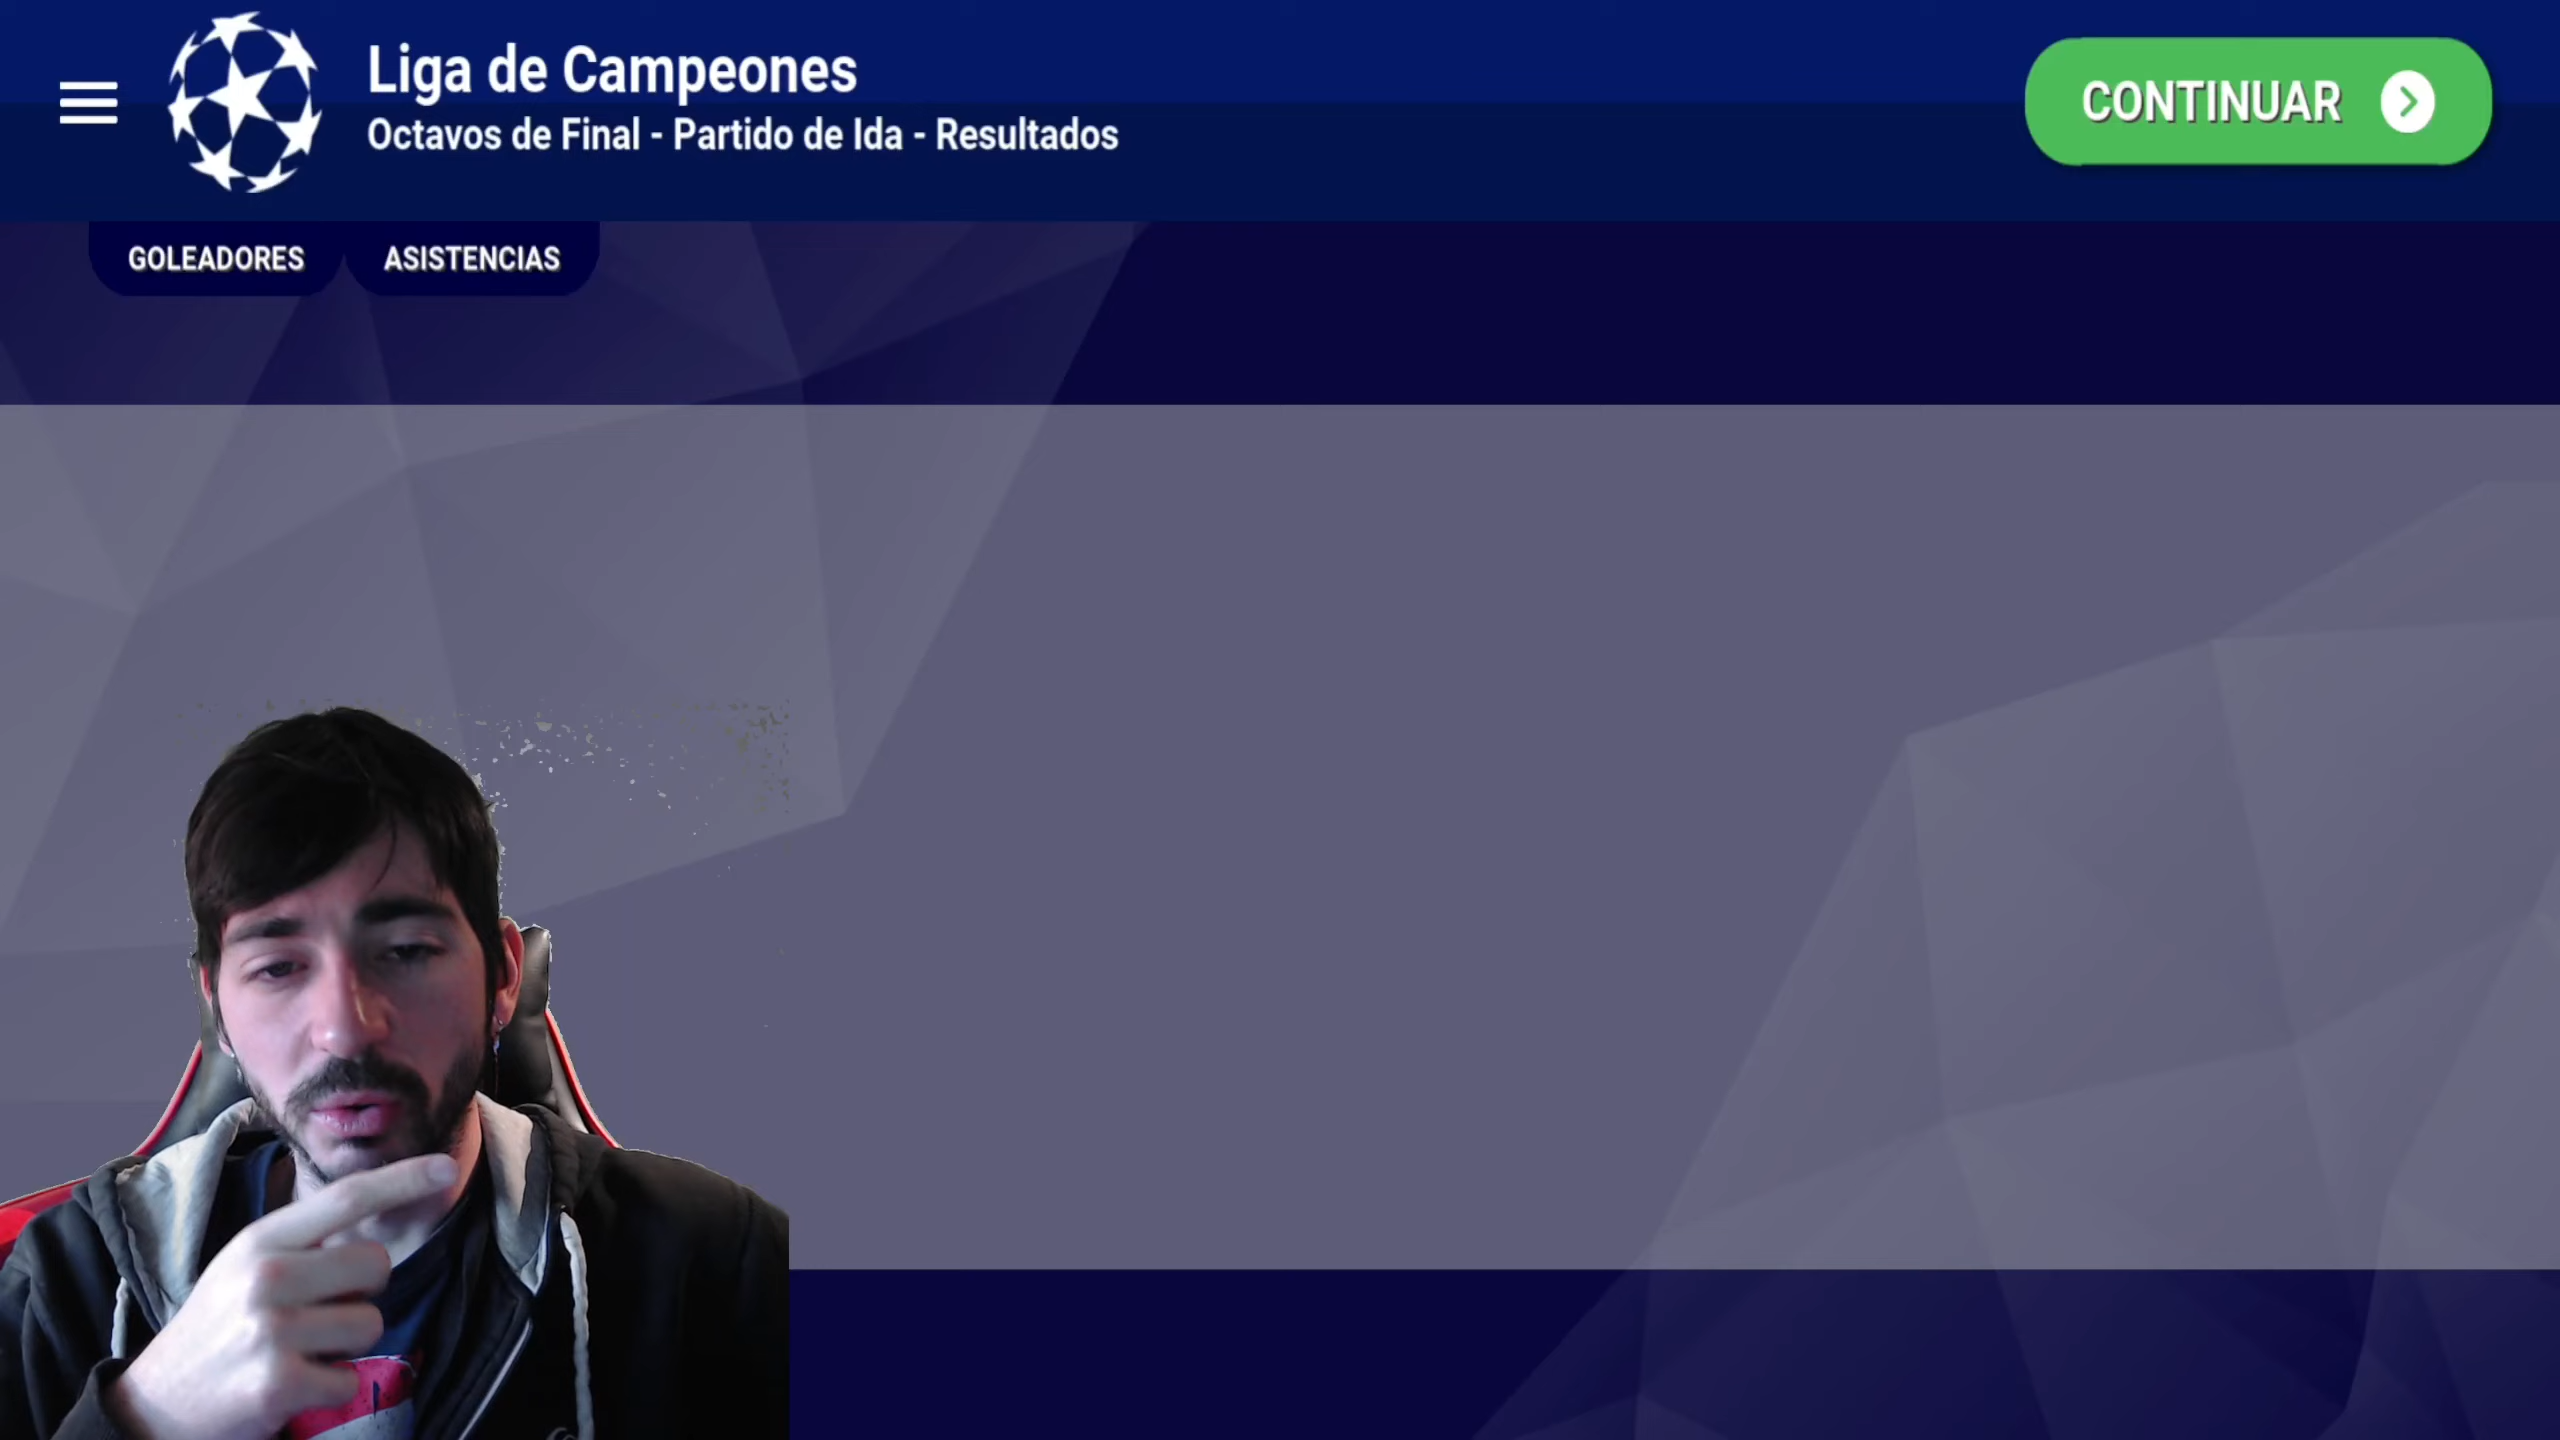 Liga de Campeones
Octavos de Final - Partido de Ida - Resultados
CONTINUAR
GOLEADORES
ASISTENCIAS